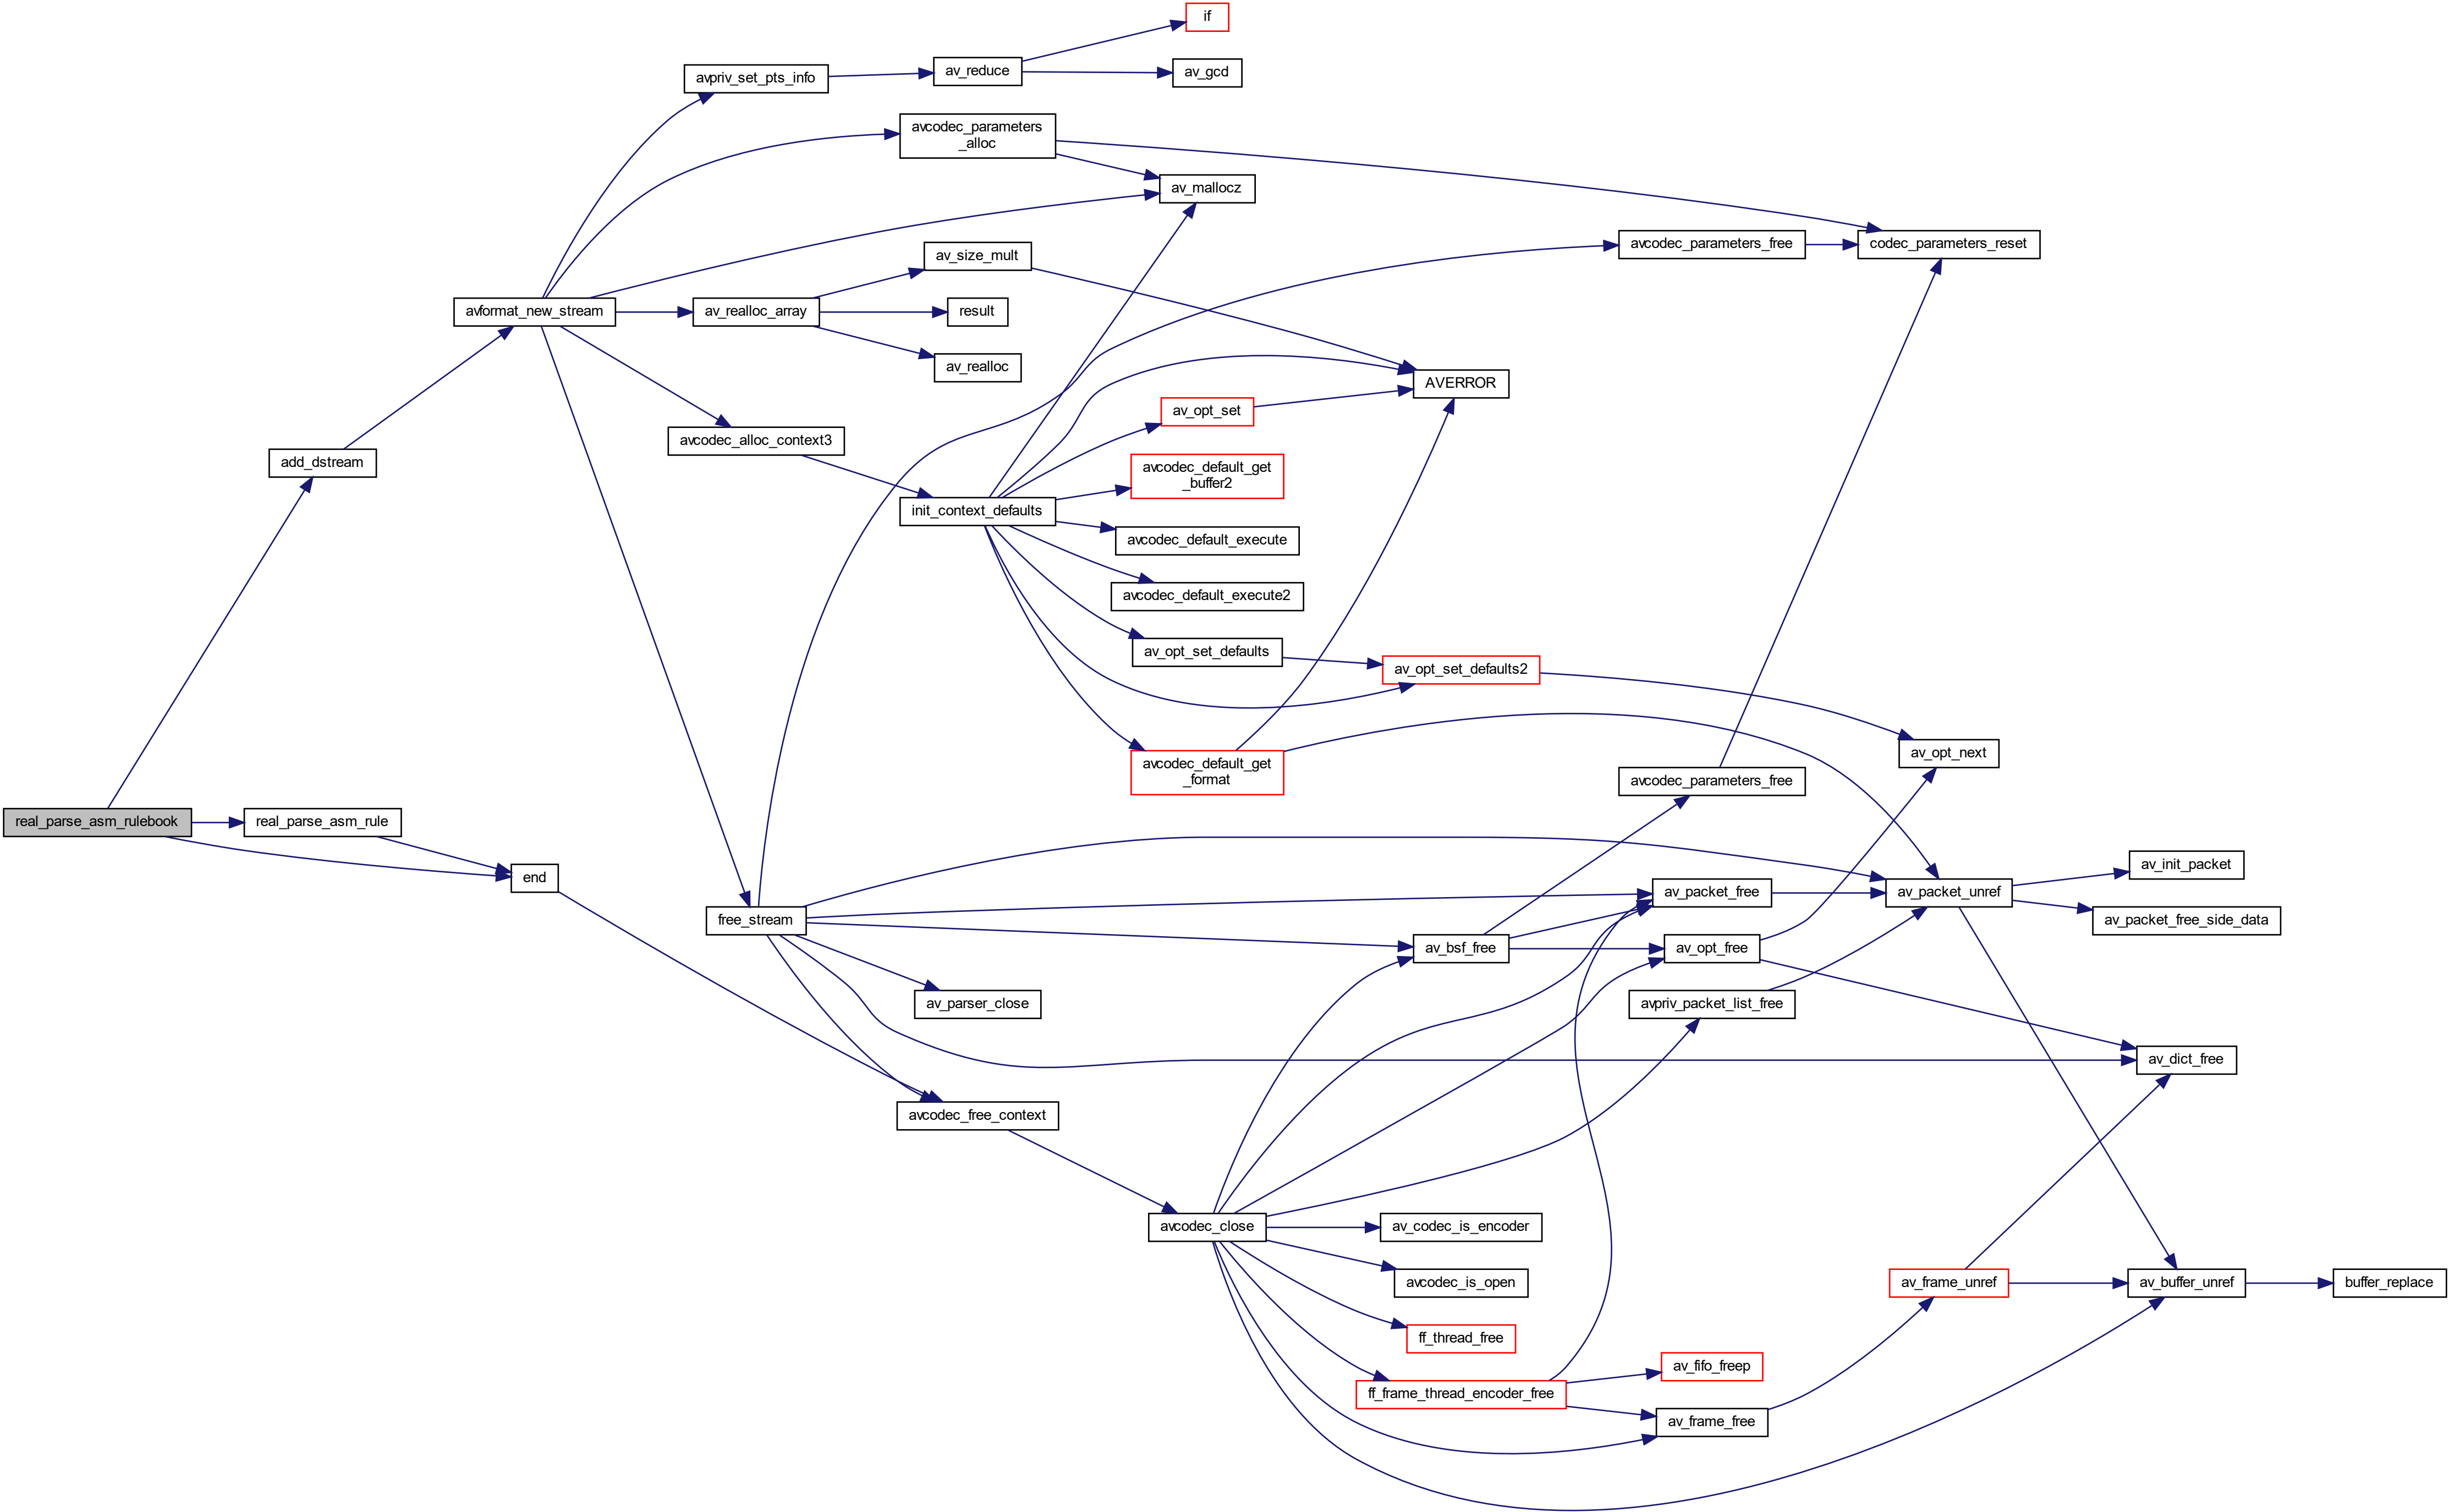 if
avpriv_set_pts_info
av_reduce
av_gcd
avcodec_parameters
_alloc
av_mallocz
avformat_new_stream
av_realloc_array
av_size_mult
result
av_realloc
avcodec_parameters_free
codec_parameters_reset
AVERROR
add_dstream
avcodec_alloc_context3
init_context_defaults
av_opt_set
avcodec_default_get
_buffer2
avcodec_default_execute
avcodec_default_execute2
av_opt_set_defaults
av_opt_set_defaults2
avcodec_default_get
_format
av_opt_next
avcodec_parameters_free
real_parse_asm_rulebook
real_parse_asm_rule
end
free_stream
av_packet_free
av_packet_unref
av_init_packet
av_packet_free_side_data
av_bsf_free
av_opt_free
av_parser_close
avpriv_packet_list_free
av_dict_free
avcodec_free_context
avcodec_close
av_codec_is_encoder
avcodec_is_open
av_frame_unref
av_buffer_unref
buffer_replace
ff_thread_free
ff_frame_thread_encoder_free
av_fifo_freep
av_frame_free